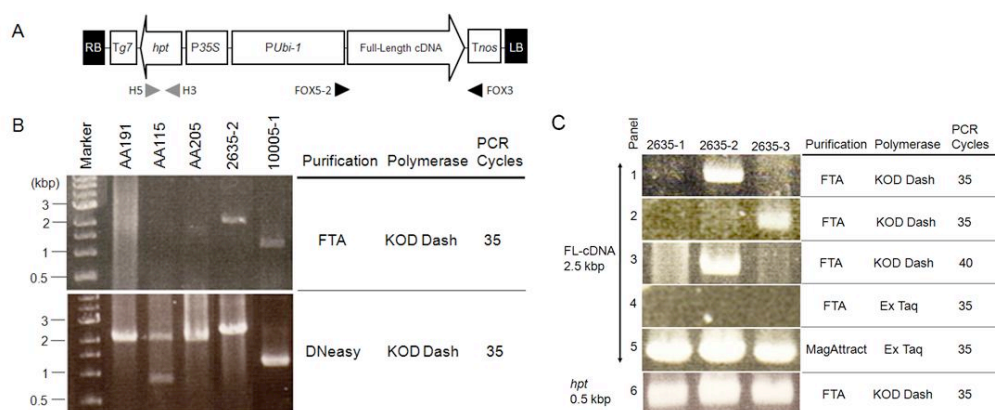 A
RB Tg7 hpt P35S PUbi-1 Full-Length cDNA Tnos LB
H5 H3 FOX5-2 FOX3
B
Marker AA191 AA115 AA205 2635-2 10005-1
Purification Polymerase PCR Cycles
(kbp)
3
2
1
0.5
FTA KOD Dash 35
3
2
1
0.5
DNeasy KOD Dash 35
C
Panel 2635-1 2635-2 2635-3 Purification Polymerase PCR Cycles
FL-cDNA
2.5 kbp
1 FTA KOD Dash 35
2 FTA KOD Dash 35
3 FTA KOD Dash 40
4 FTA Ex Taq 35
5 MagAttract Ex Taq 35
hpt
0.5 kbp
6 FTA KOD Dash 35